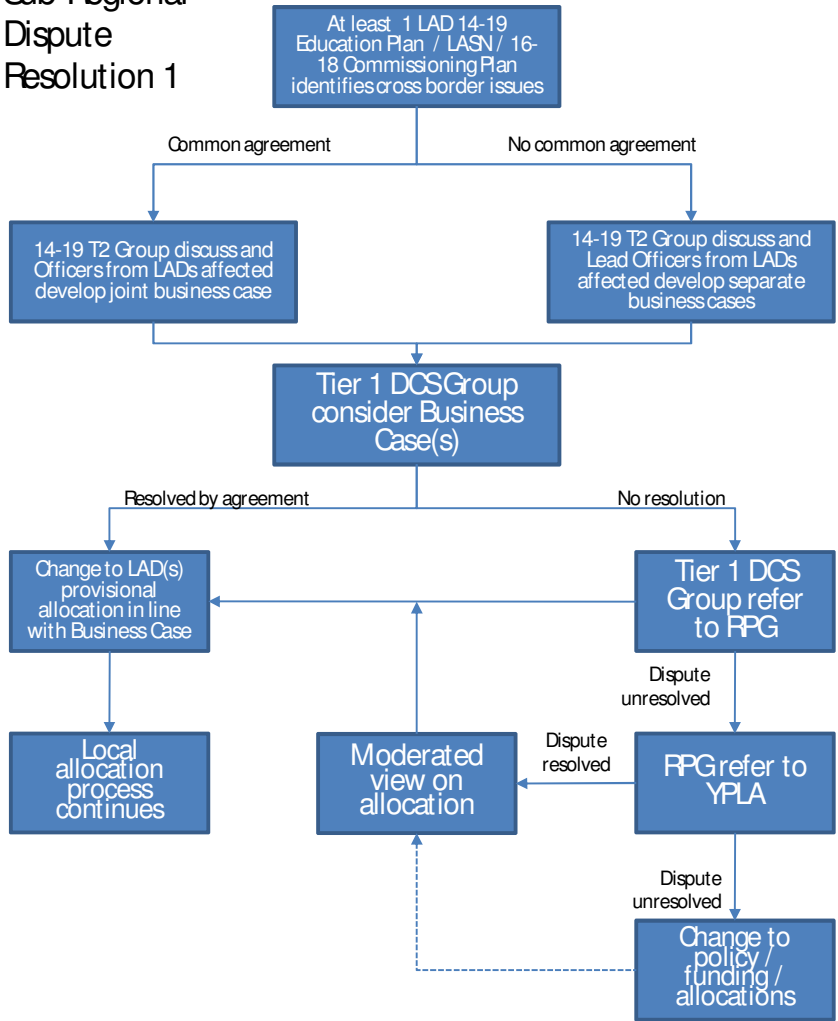 Sub-Regional
Dispute
Resolution 1
At least 1 LAD 14-19
Education Plan / LASN / 16-
18 Commissioning Plan
identifies cross border issues
Common agreement
No common agreement
14-19 T2 Group discuss and
Officers from LADs affected
develop joint business case
14-19 T2 Group discuss and
Lead Officers from LADs
affected develop separate
business cases
Tier 1 DCS Group
consider Business
Case(s)
Resolved by agreement
No resolution
Change to LAD(s)
provisional
allocation in line
with Business Case
Tier 1 DCS
Group refer
to RPG
Dispute
unresolved
Local
allocation
process
continues
Moderated
view on
allocation
Dispute
resolved
RPG refer to
YPLA
Dispute
unresolved
Change to
policy /
funding /
allocations